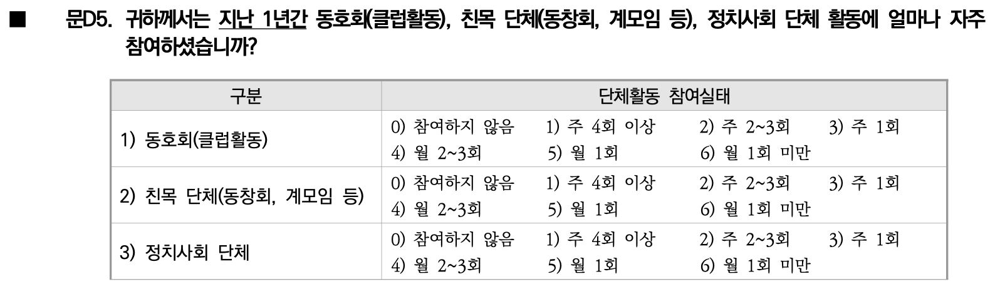 ■ 문D5. 귀하께서는 지난 1년간 동호회(클럽활동), 친목 단체(동창회, 계모임 등), 정치사회 단체 활동에 얼마나 자주
참여하셨습니까?
구분 단체활동 참여실태
1) 동호회(클럽활동)
0) 참여하지 않음 1) 주 4회 이상 2) 주 2~3회 3) 주 1회
4) 월 2~3회 5) 월 1회 6) 월 1회 미만
2) 친목 단체(동창회, 계모임 등)
0) 참여하지 않음 1) 주 4회 이상 2) 주 2~3회 3) 주 1회
4) 월 2~3회 5) 월 1회 6) 월 1회 미만
3) 정치사회 단체
0) 참여하지 않음 1) 주 4회 이상 2) 주 2~3회 3) 주 1회
4) 월 2~3회 5) 월 1회 6) 월 1회 미만